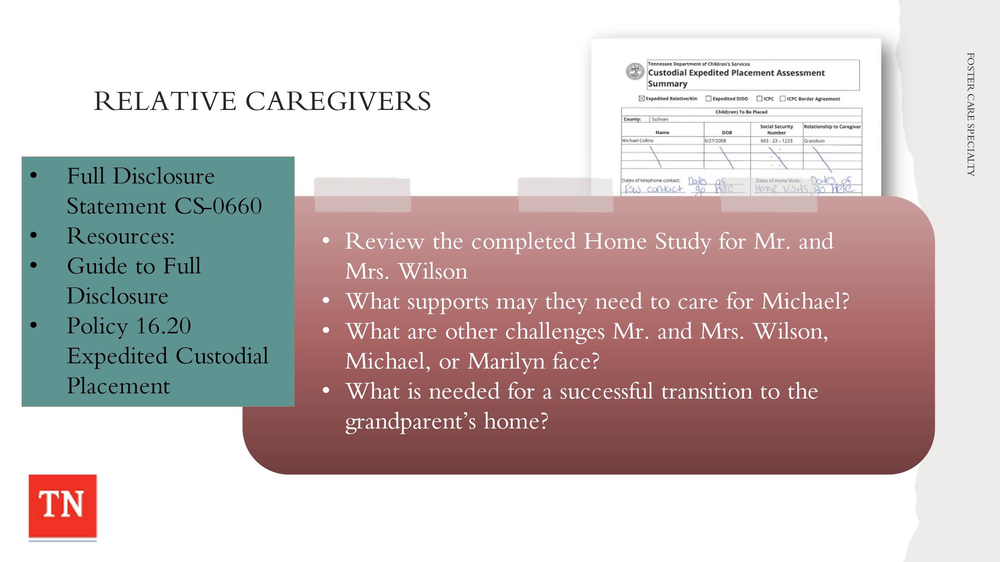 RELATIVE CAREGIVERS
Tennessee Department of Children's Services
Custodial Expedited Placement Assessment
Summary
☒ Expedited Relative/Kin ☐ Expedited DIDD ☐ ICPC ☐ ICPC Border Agreement
Child(ren) To Be Placed
County: Sullivan
Name DOB Social Security Number Relationship to Caregiver
Michael Collins 6/27/2008 663 - 23 - 1233 Grandson
Dates of telephone contact: Dates of Dates of Home Visits: Dates of
FSW contact go Here Home Visits go here
• Full Disclosure
Statement CS-0660
• Resources:
• Guide to Full
Disclosure
• Policy 16.20
Expedited Custodial
Placement
• Review the completed Home Study for Mr. and
Mrs. Wilson
• What supports may they need to care for Michael?
• What are other challenges Mr. and Mrs. Wilson,
Michael, or Marilyn face?
• What is needed for a successful transition to the
grandparent’s home?
TN
FOSTER CARE SPECIALTY